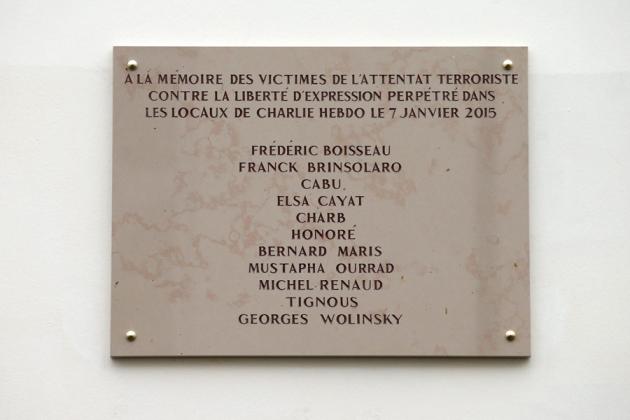 À LA MÉMOIRE DES VICTIMES DE L'ATTENTAT TERRORISTE
CONTRE LA LIBERTÉ D'EXPRESSION PERPÉTRÉ DANS
LES LOCAUX DE CHARLIE HEBDO LE 7 JANVIER 2015
FRÉDÉRIC BOISSEAU
FRANCK BRINSOLARO
CABU
ELSA CAYAT
CHARB
HONORÉ
BERNARD MARIS
MUSTAPHA OURRAD
MICHEL RENAUD
TIGNOUS
GEORGES WOLINSKY